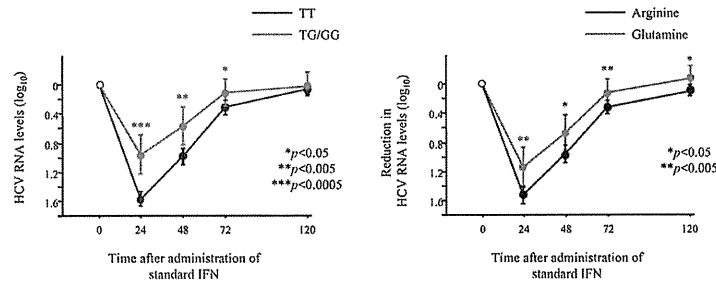 TT
TG/GG
HCV RNA levels (log10)
0
0.4
0.8
1.2
1.6
***
**
*
*p<0.05
**p<0.005
***p<0.0005
0 24 48 72 120
Time after administration of
standard IFN
Arginine
Glutamine
Reduction in
HCV RNA levels (log10)
0
0.4
0.8
1.2
1.6
**
*
**
*
*p<0.05
**p<0.005
0 24 48 72 120
Time after administration of
standard IFN